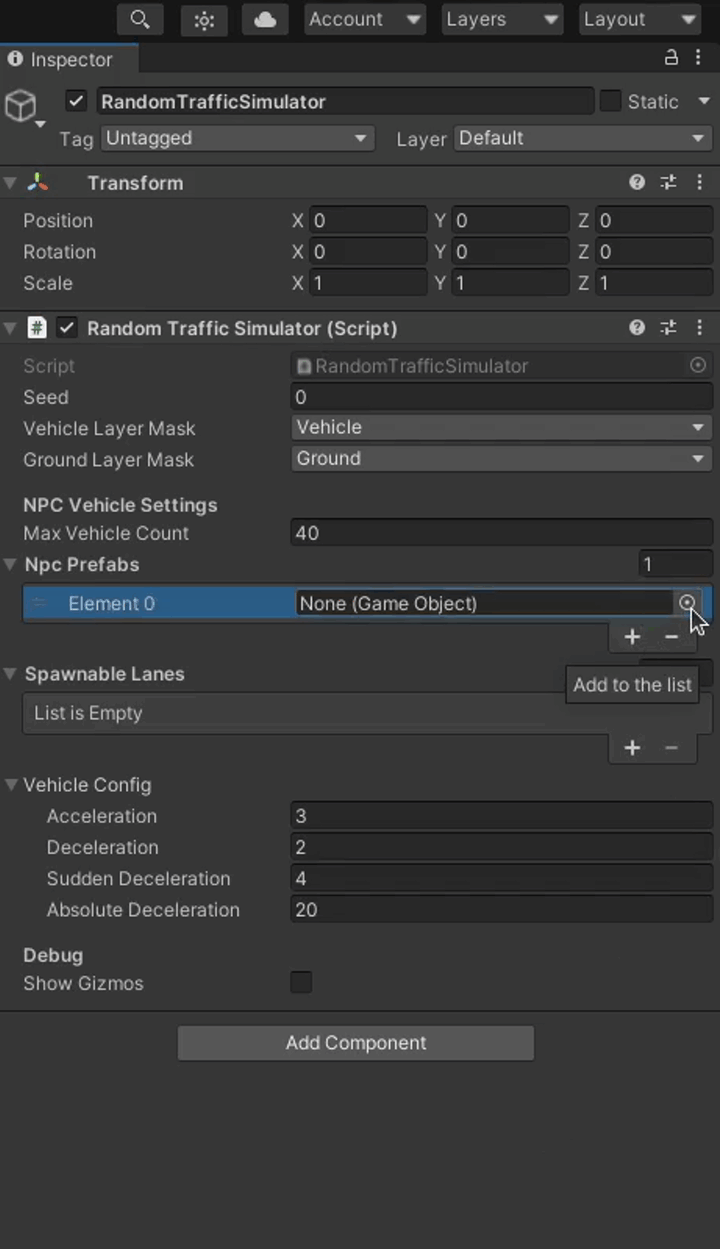 Account Layers Layout
Inspector
RandomTrafficSimulator Static
Tag Untagged Layer Default
Transform
Position X 0 Y 0 Z 0
Rotation X 0 Y 0 Z 0
Scale X 1 Y 1 Z 1
# Random Traffic Simulator (Script)
Script RandomTrafficSimulator
Seed 0
Vehicle Layer Mask Vehicle
Ground Layer Mask Ground
NPC Vehicle Settings
Max Vehicle Count 40
Npc Prefabs 1
Element 0 None (Game Object)
+ −
Spawnable Lanes
Add to the list
List is Empty
+ −
Vehicle Config
Acceleration 3
Deceleration 2
Sudden Deceleration 4
Absolute Deceleration 20
Debug
Show Gizmos
Add Component